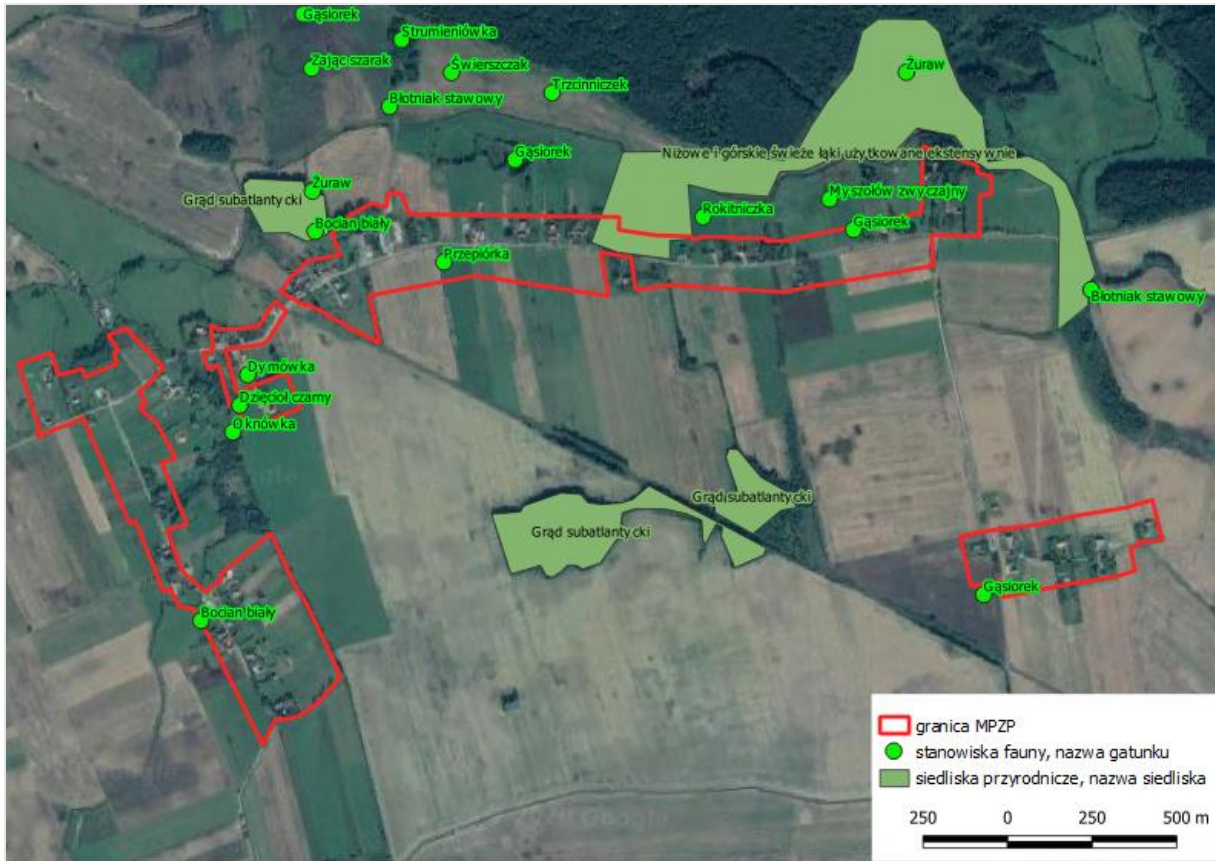 Gąsiorek
Strumieniówka
Zając szarak
Świerszczak
Żuraw
Trzcinniczek
Błotniak stawowy
Gąsiorek
Niżowe i górskie świeże łąki użytkowane ekstensywnie
Żuraw
Grąd subatlantycki
Myszołów zwyczajny
Rokitniczka
Bocian biały
Gąsiorek
Przepiórka
Błotniak stawowy
Dymówka
Dzięcioł czarny
Oknówka
Grąd subatlantycki
Grąd subatlantycki
Gąsiorek
Bocian biały
granica MPZP
stanowiska fauny, nazwa gatunku
siedliska przyrodnicze, nazwa siedliska
250 0 250 500 m